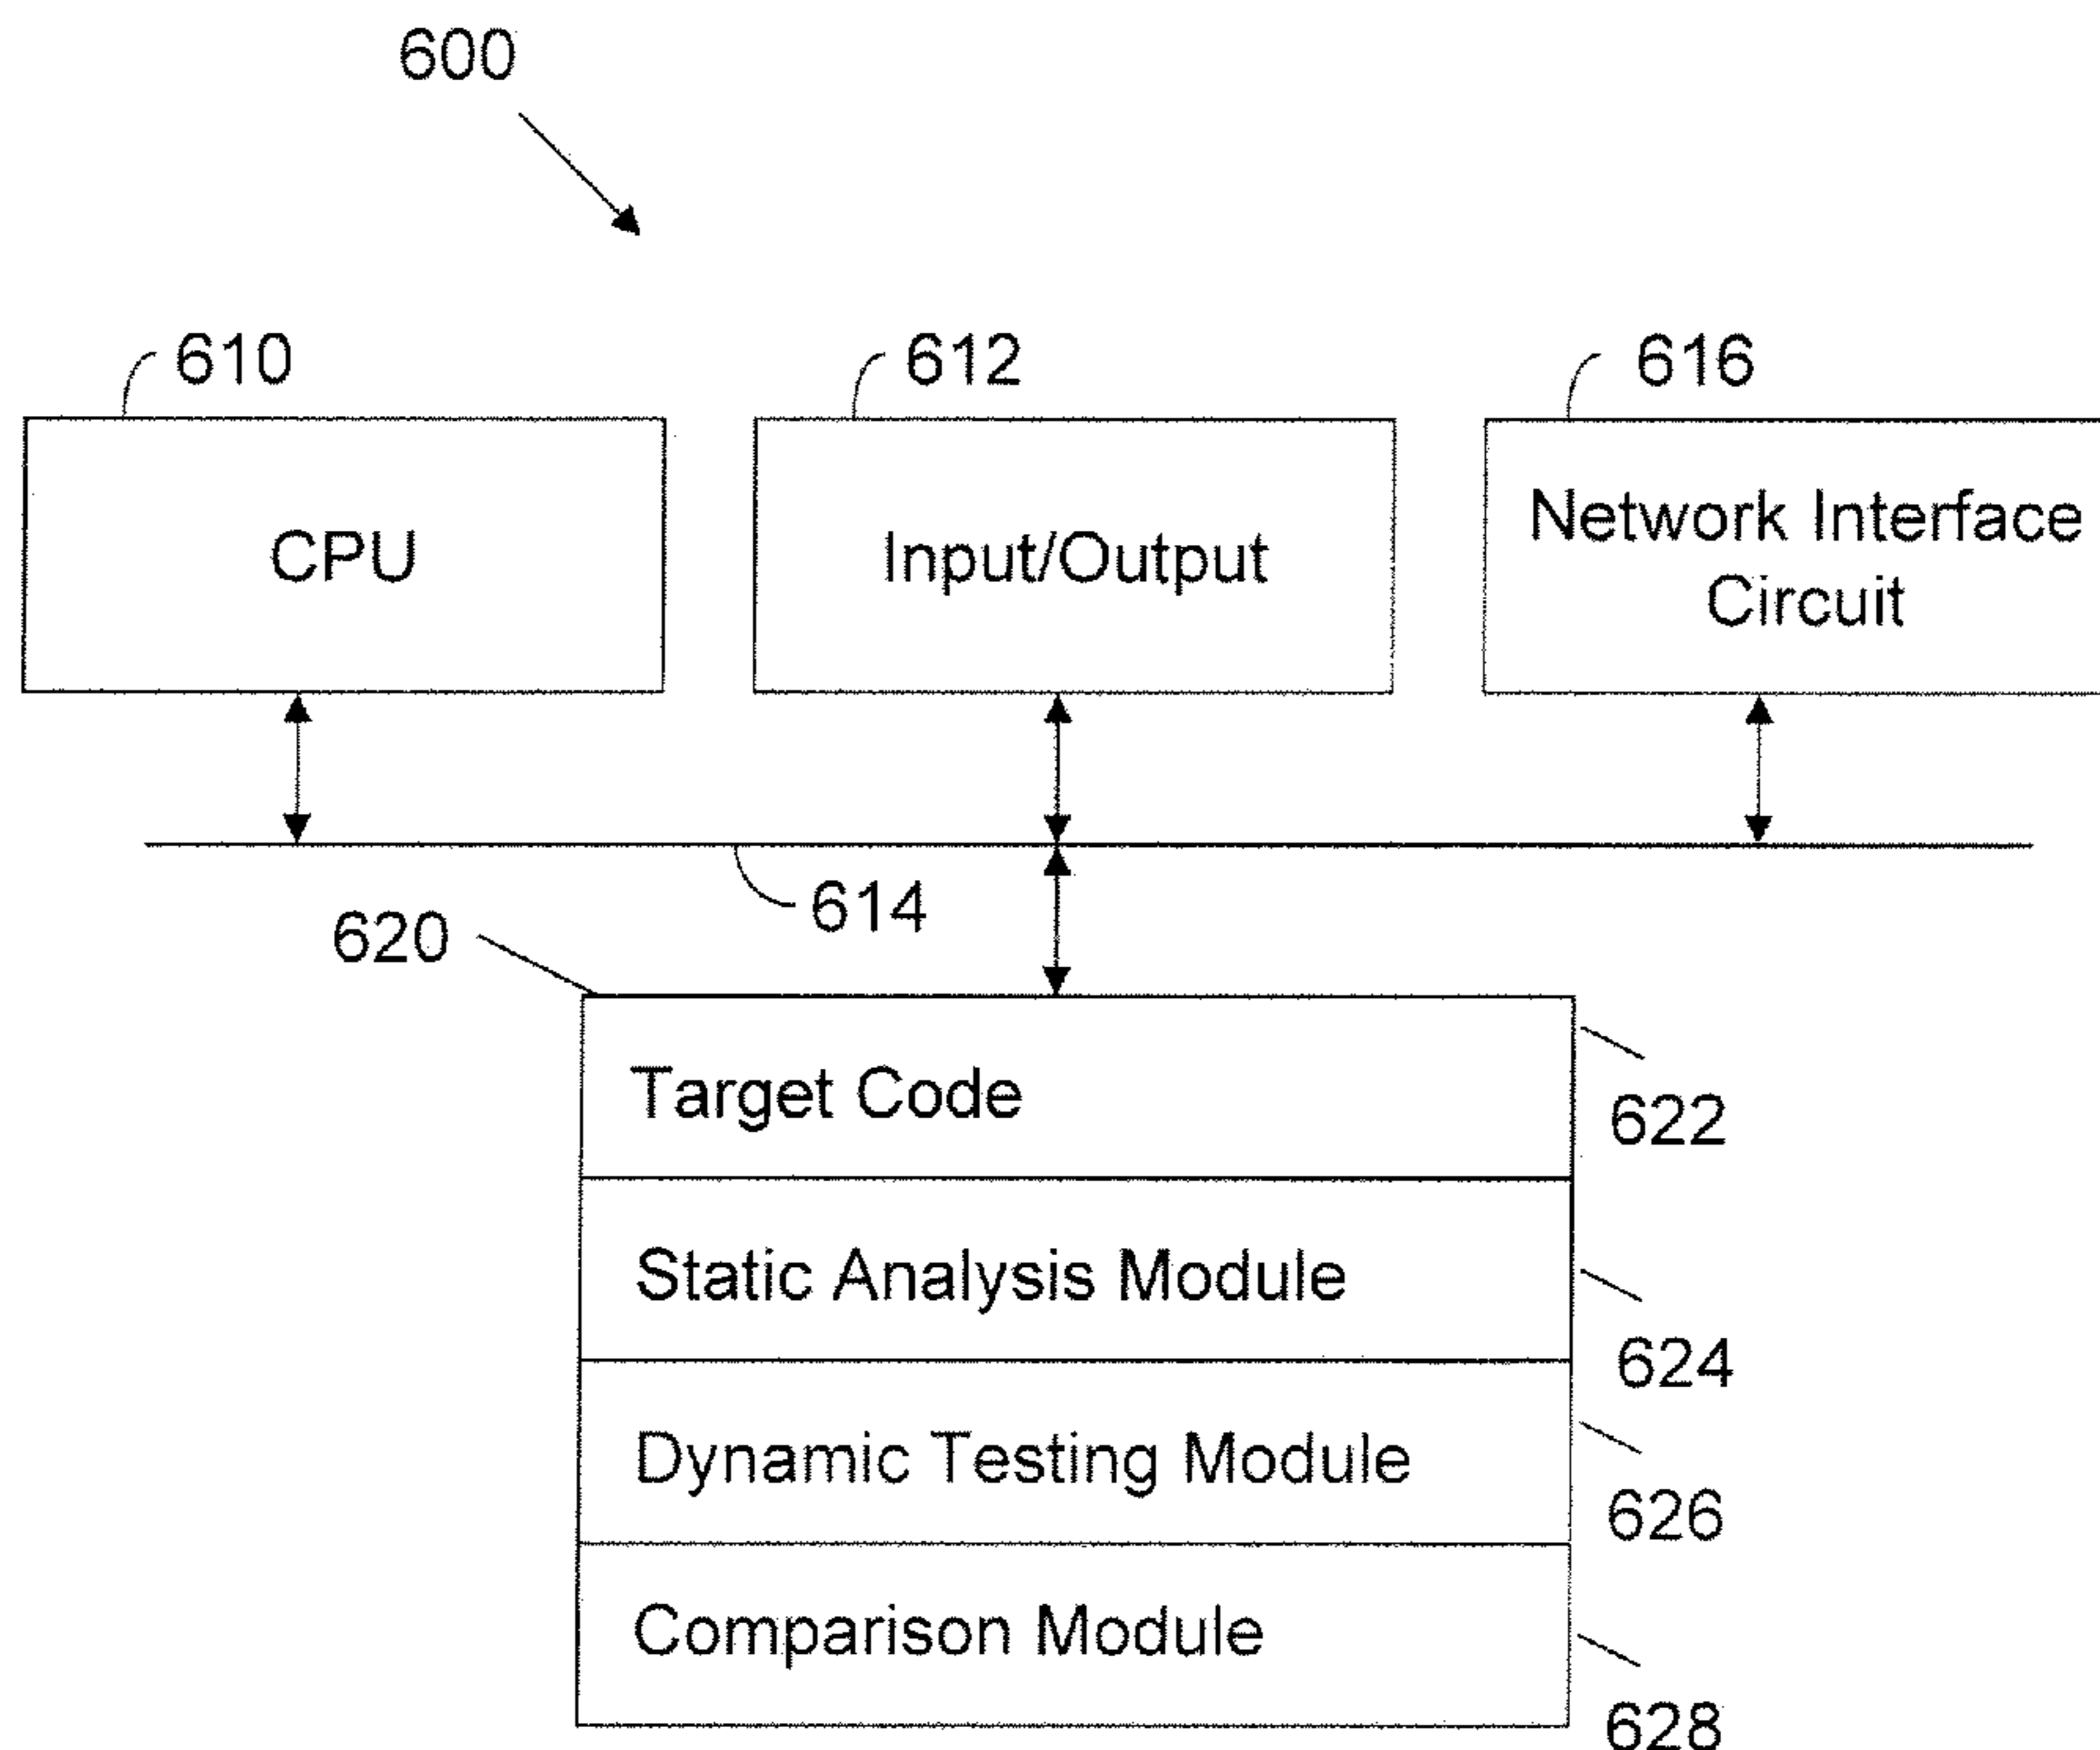 600
610
612
616
CPU
Input/Output
Network Interface
Circuit
614
620
Target Code
622
Static Analysis Module
624
Dynamic Testing Module
626
Comparison Module
628